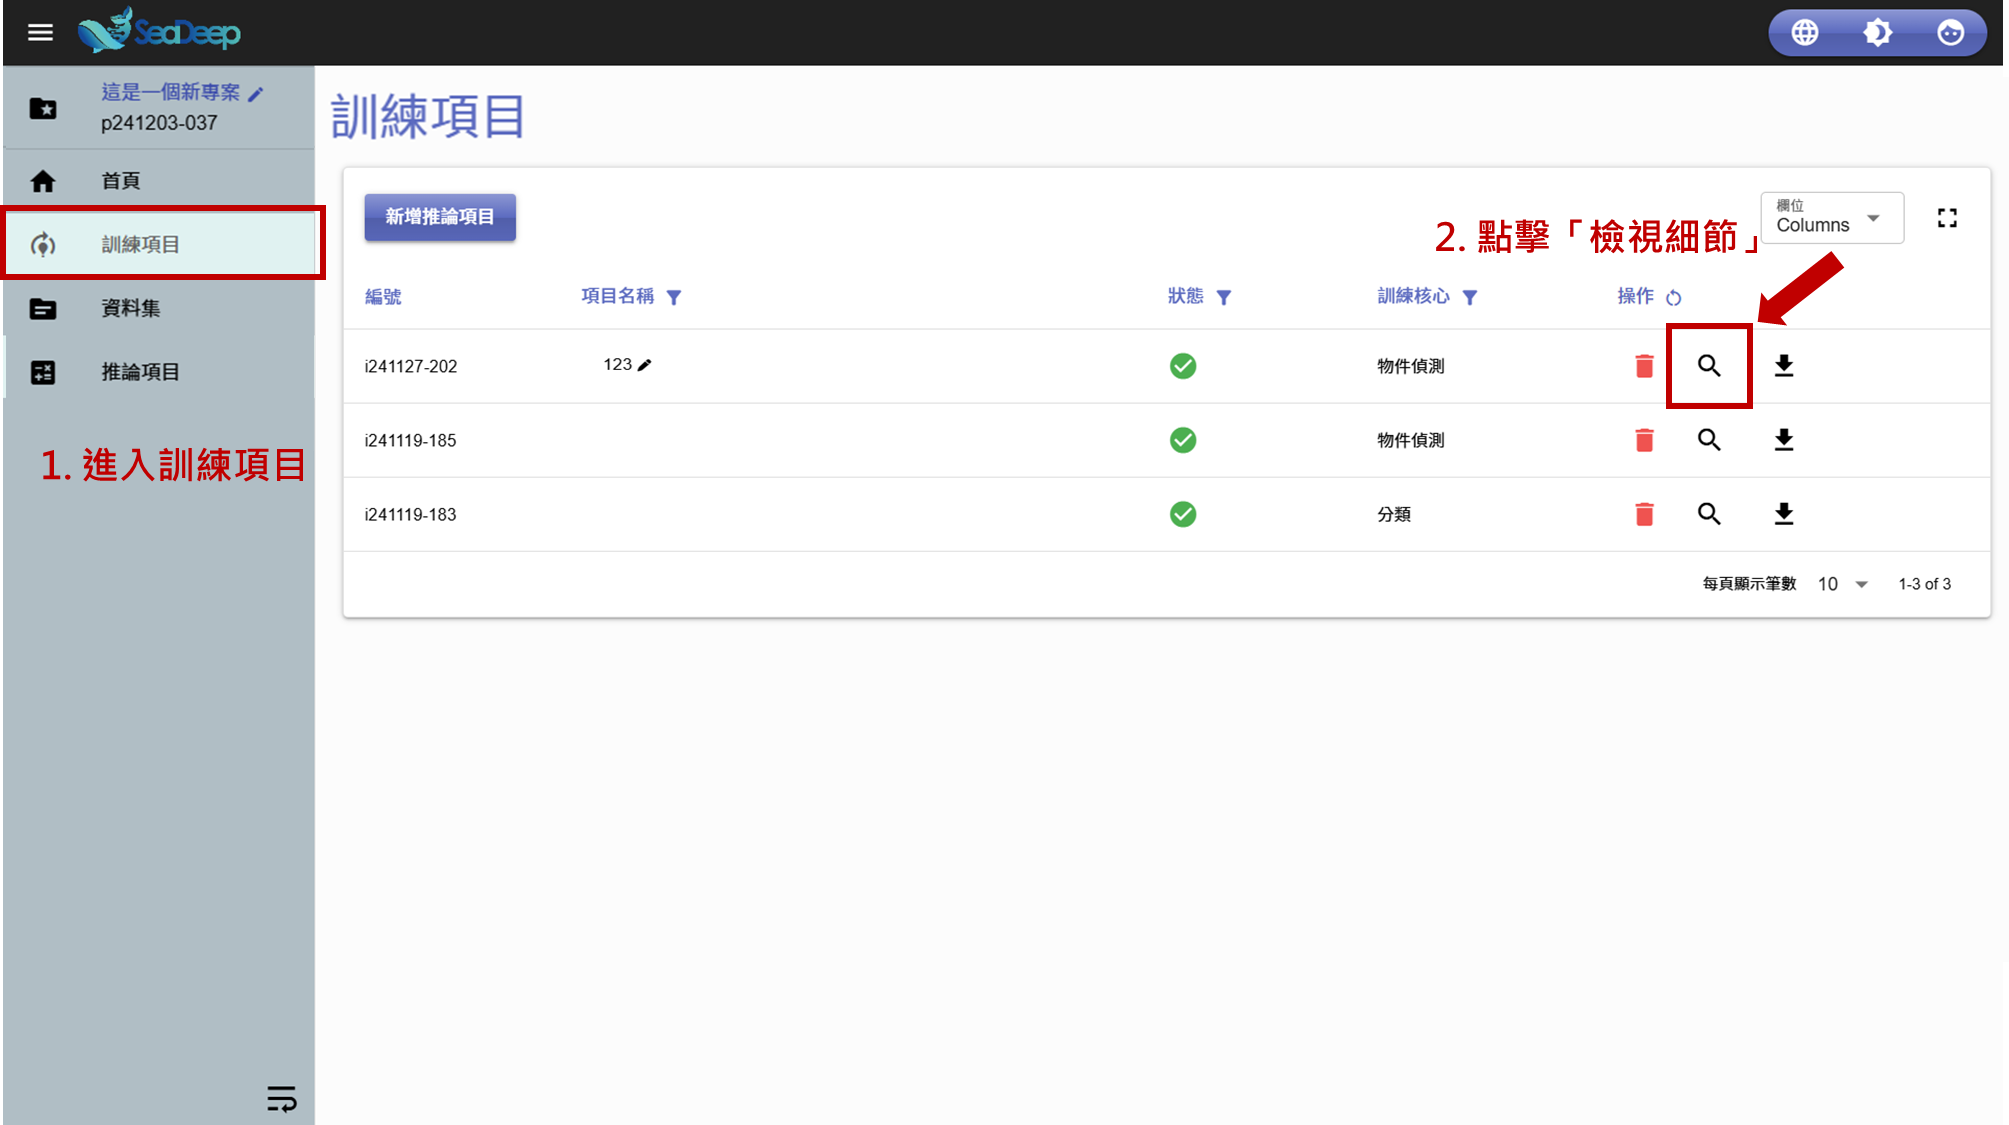 SeaDeep
這是一個新專案
p241203-037
首頁
訓練項目
資料集
推論項目
1. 進入訓練項目
訓練項目
新增推論項目
2. 點擊「檢視細節」
欄位
Columns
編號 項目名稱 狀態 訓練核心 操作
i241127-202 123 物件偵測
i241119-185 物件偵測
i241119-183 分類
每頁顯示筆數 10 1-3 of 3